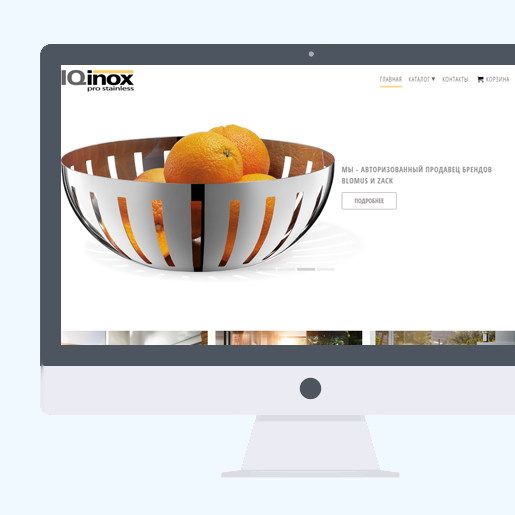 IQinox
pro stainless
ГЛАВНАЯ КАТАЛОГ КОНТАКТЫ КОРЗИНА
МЫ - АВТОРИЗОВАННЫЙ ПРОДАВЕЦ БРЕНДОВ
BLOMUS И ZACK
ПОДРОБНЕЕ